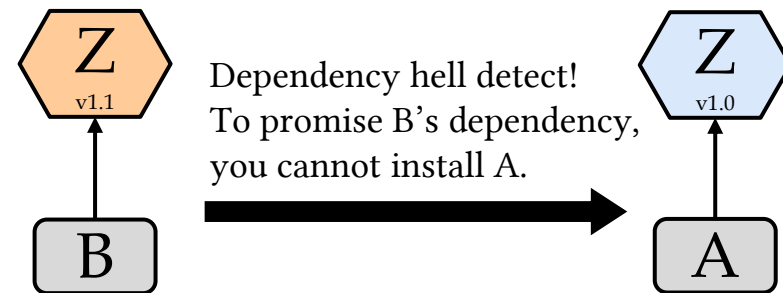 Z
v1.1
B
Dependency hell detect!
To promise B’s dependency,
you cannot install A.
Z
v1.0
A